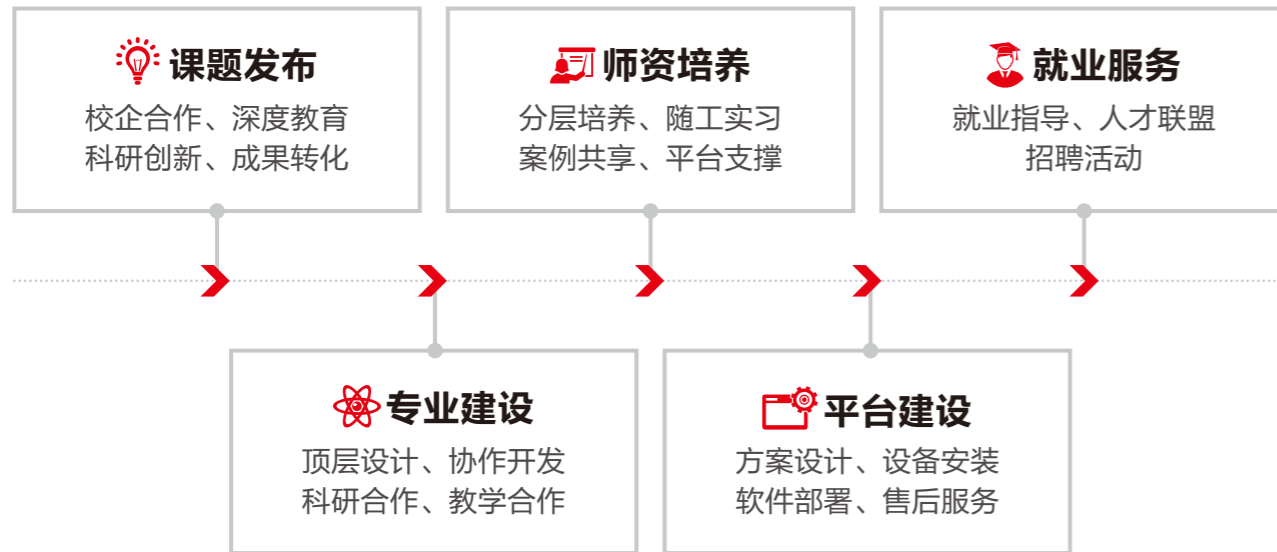 课题发布
校企合作、深度教育
科研创新、成果转化
师资培养
分层培养、随工实习
案例共享、平台支撑
就业服务
就业指导、人才联盟
招聘活动
专业建设
顶层设计、协作开发
科研合作、教学合作
平台建设
方案设计、设备安装
软件部署、售后服务